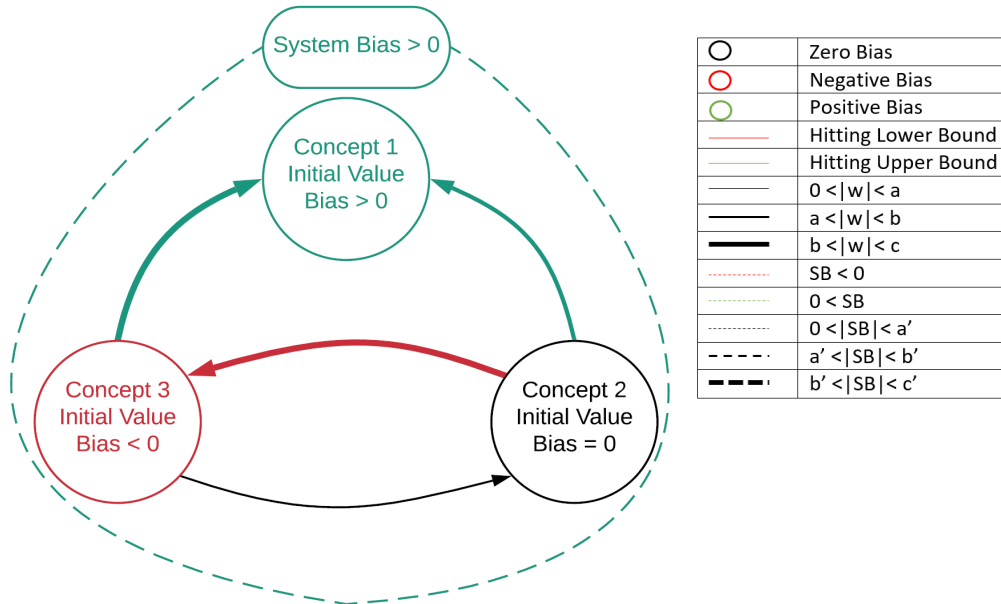 System Bias > 0
Concept 1
Initial Value
Bias > 0
Concept 3
Initial Value
Bias < 0
Concept 2
Initial Value
Bias = 0
Zero Bias
Negative Bias
Positive Bias
Hitting Lower Bound
Hitting Upper Bound
0 <|w|< a
a <|w|< b
b <|w|< c
SB < 0
0 < SB
0 <|SB|< a’
a’ <|SB|< b’
b’ <|SB|< c’